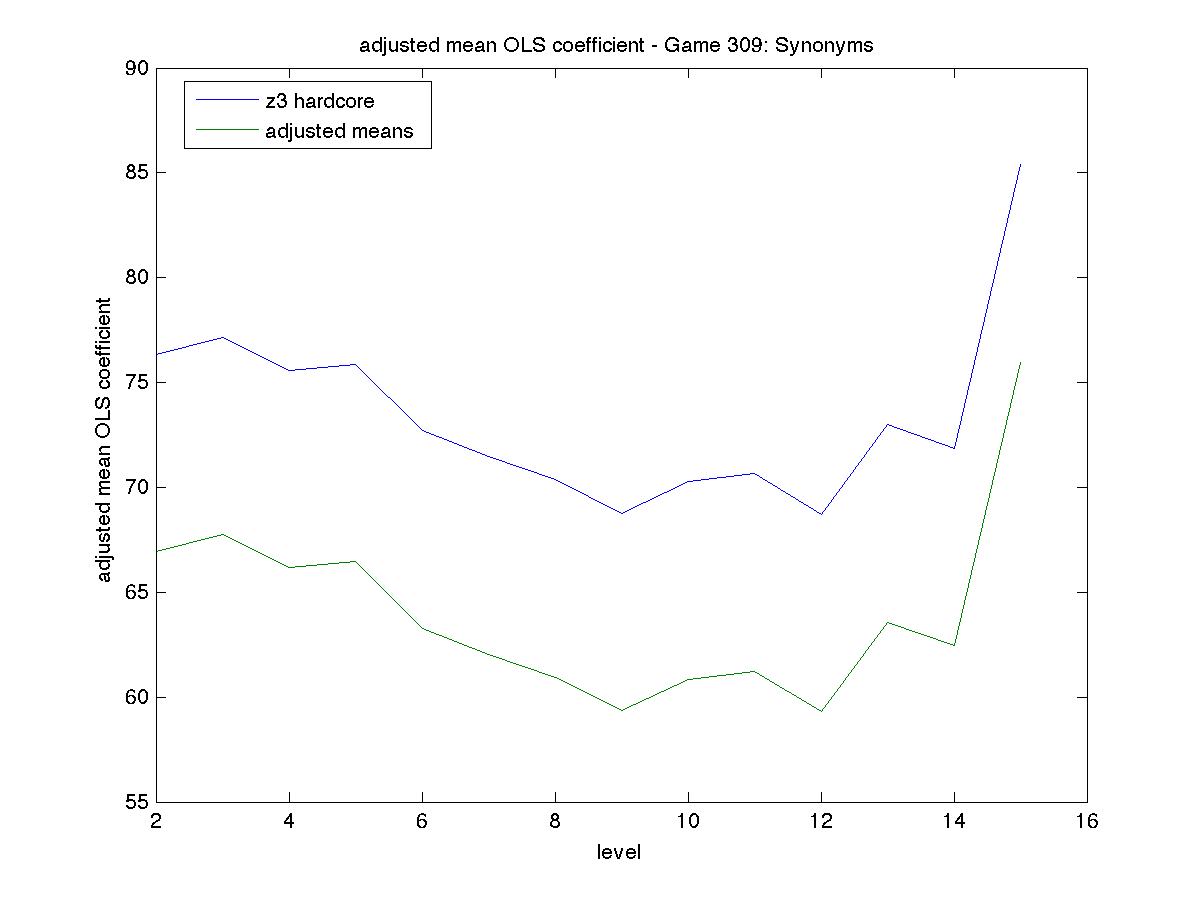 adjusted mean OLS coefficient - Game 309: Synonyms
z3 hardcore
adjusted means
90
85
80
75
70
65
60
55
adjusted mean OLS coefficient
2 4 6 8 10 12 14 16
level